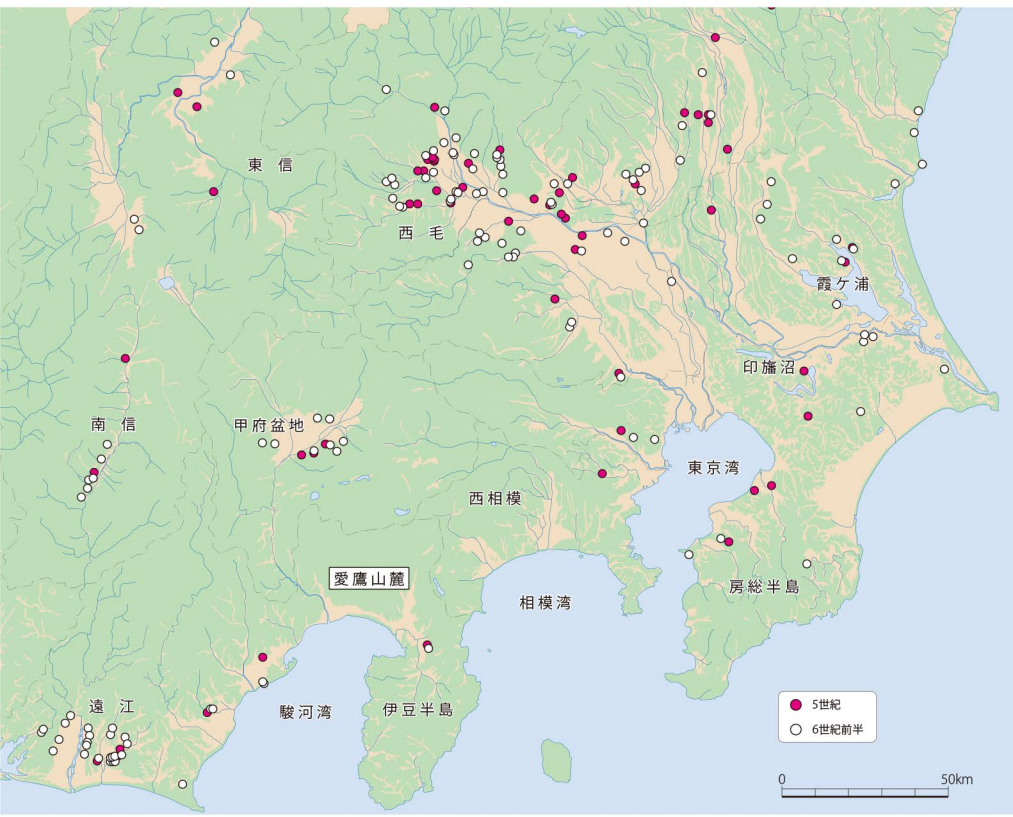 東信
西毛
霞ケ浦
印旛沼
南信
甲府盆地
東京湾
西相模
愛鷹山麓
房総半島
相模湾
遠江
駿河湾
伊豆半島
5世紀
6世紀前半
0 50km